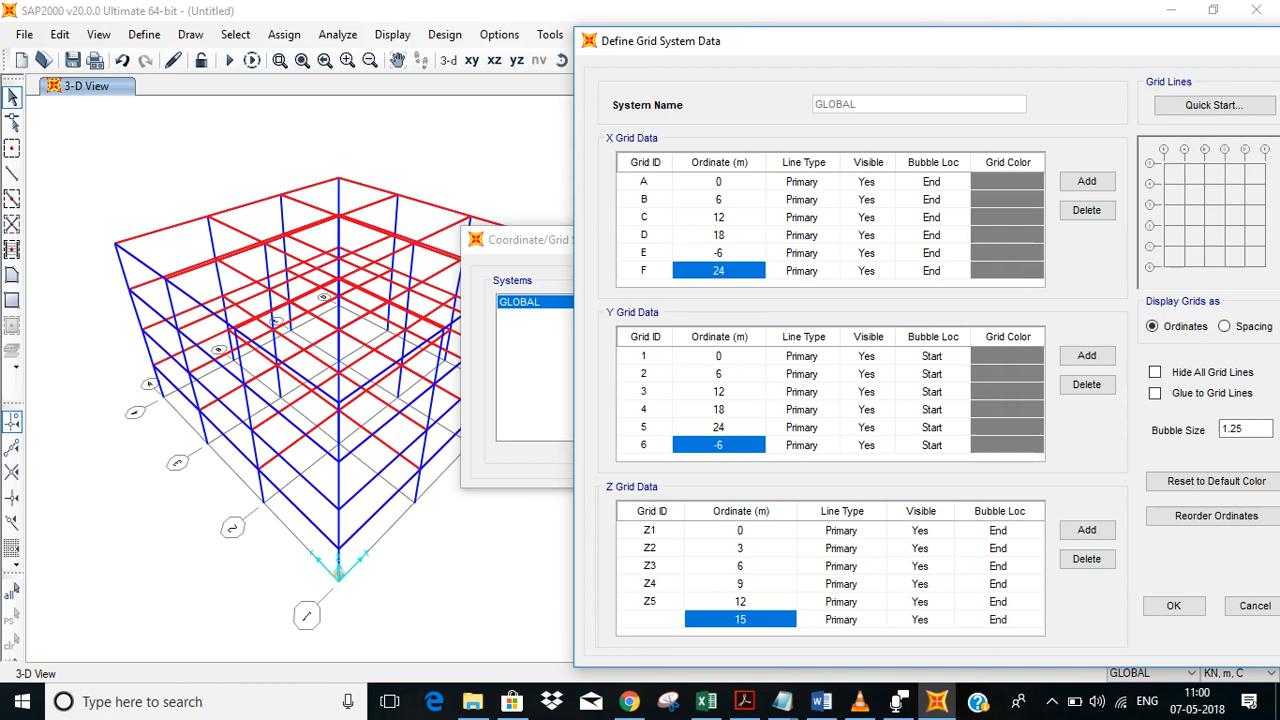 SAP2000 v20.0.0 Ultimate 64-bit - (Untitled)
File Edit View Define Draw Select Assign Analyze Display Design Options Tools
3-d xy xz yz nv
3-D View
Define Grid System Data
System Name GLOBAL
Grid Lines
Quick Start...
X Grid Data
Grid ID Ordinate (m) Line Type Visible Bubble Loc Grid Color
A 0 Primary Yes End
B 6 Primary Yes End
C 12 Primary Yes End
D 18 Primary Yes End
E -6 Primary Yes End
F 24 Primary Yes End
Add
Delete
Coordinate/Grid
Systems
GLOBAL
Y Grid Data
Grid ID Ordinate (m) Line Type Visible Bubble Loc Grid Color
1 0 Primary Yes Start
2 6 Primary Yes Start
3 12 Primary Yes Start
4 18 Primary Yes Start
5 24 Primary Yes Start
6 -6 Primary Yes Start
Add
Delete
Display Grids as
Ordinates Spacing
Hide All Grid Lines
Glue to Grid Lines
Bubble Size 1.25
Reset to Default Color
Reorder Ordinates
Z Grid Data
Grid ID Ordinate (m) Line Type Visible Bubble Loc
Z1 0 Primary Yes End
Z2 3 Primary Yes End
Z3 6 Primary Yes End
Z4 9 Primary Yes End
Z5 12 Primary Yes End
15 Primary Yes End
Add
Delete
OK Cancel
all
PS
clr
3-D View
GLOBAL KN, m, C
Type here to search
ENG
11:00
07-05-2018